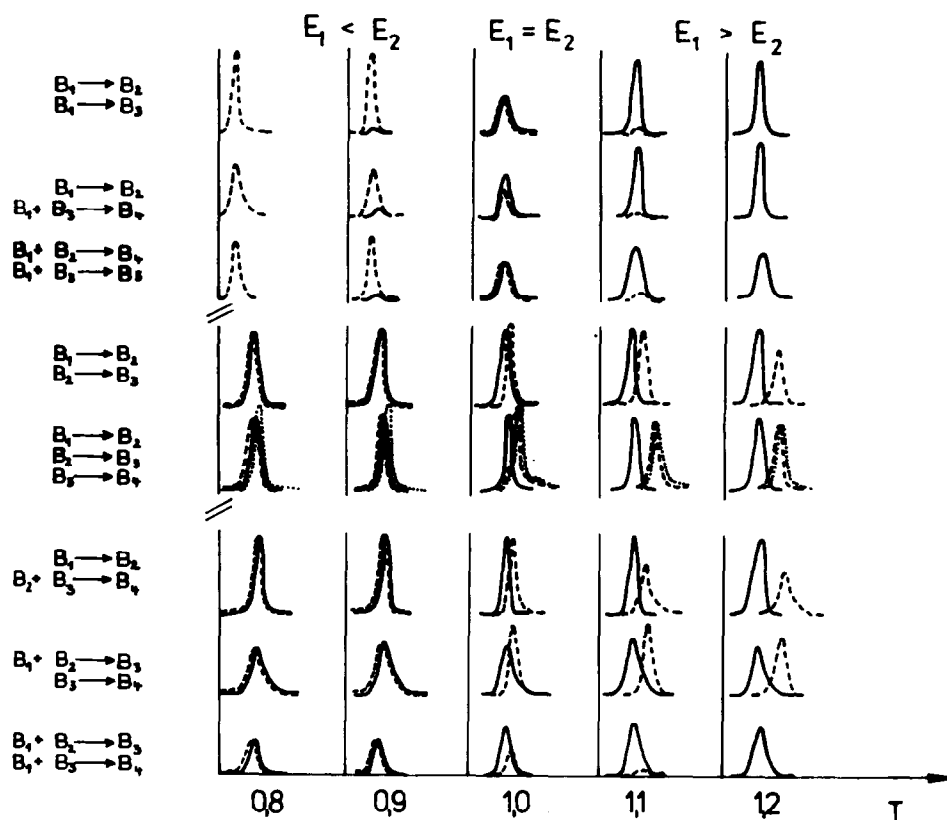 E₁ < E₂ E₁ = E₂ E₁ > E₂
B₁ → B₂
B₁ → B₃
B₁ → B₂
B₁ + B₃ → B₄
B₁ + B₂ → B₄
B₁ + B₃ → B₅
B₁ → B₂
B₂ → B₃
B₁ → B₂
B₂ → B₃
B₃ → B₄
B₁ → B₂
B₂ + B₃ → B₄
B₁ + B₂ → B₃
B₃ → B₄
B₁ + B₂ → B₃
B₁ + B₃ → B₄
0,8 0,9 1,0 1,1 1,2 T